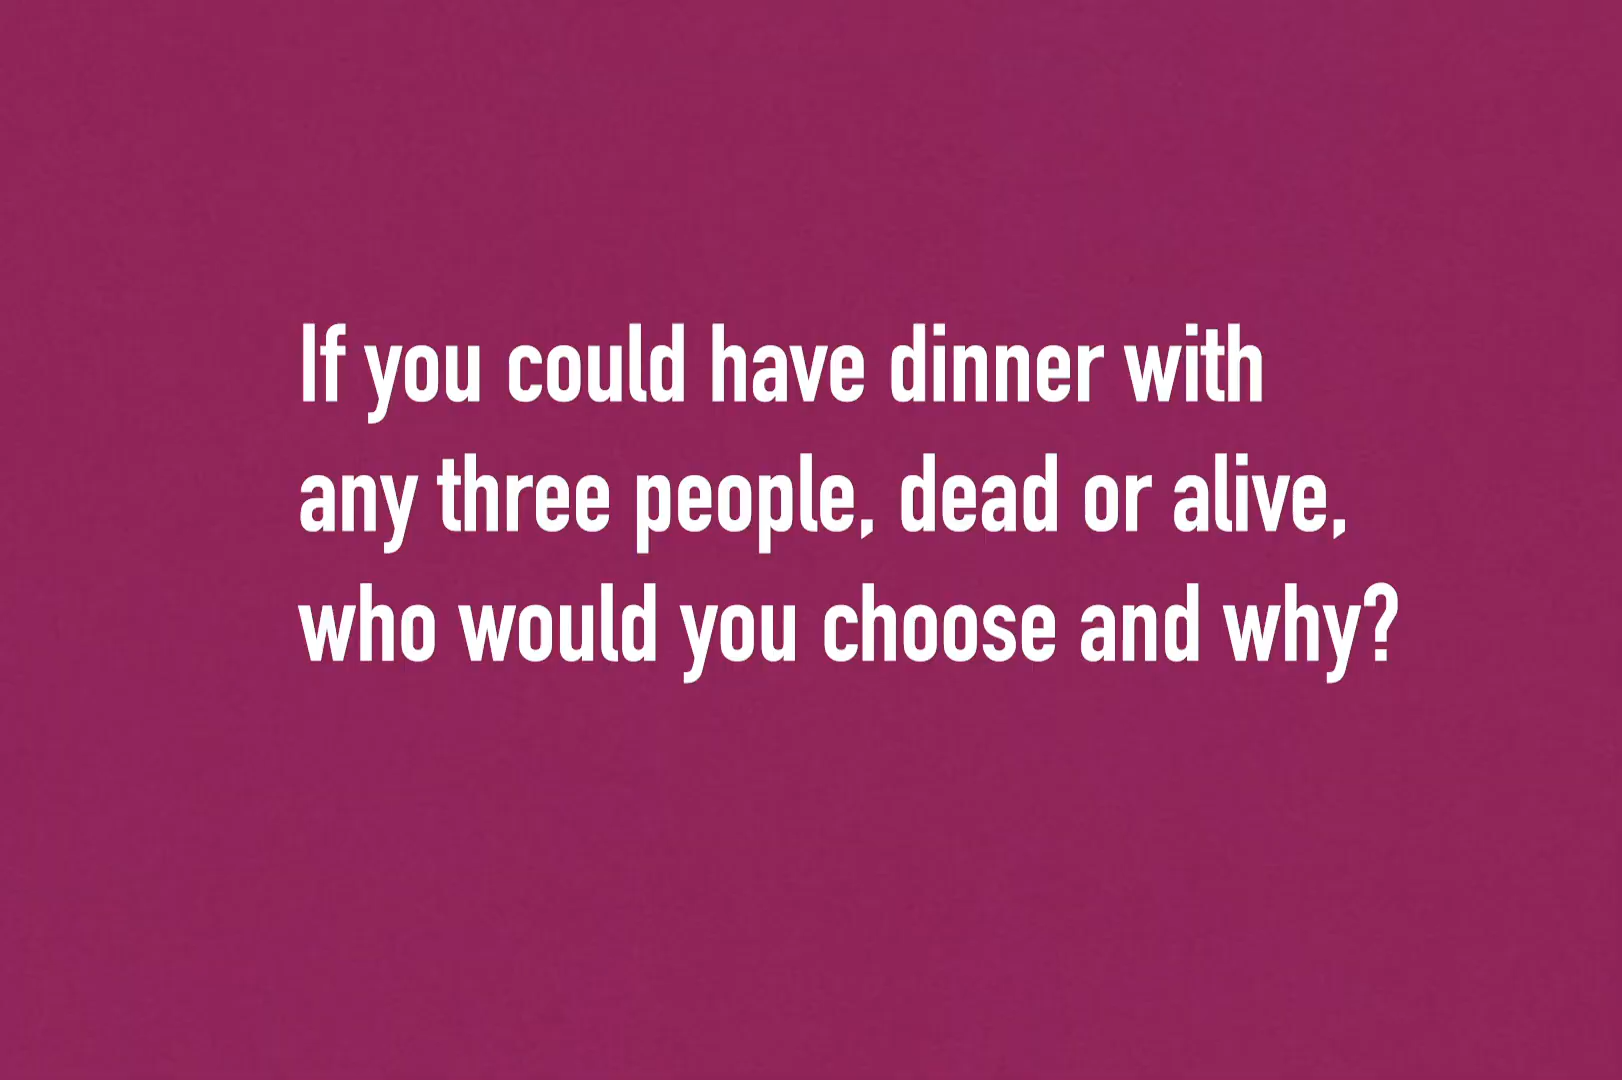 If you could have dinner with
any three people, dead or alive,
who would you choose and why?